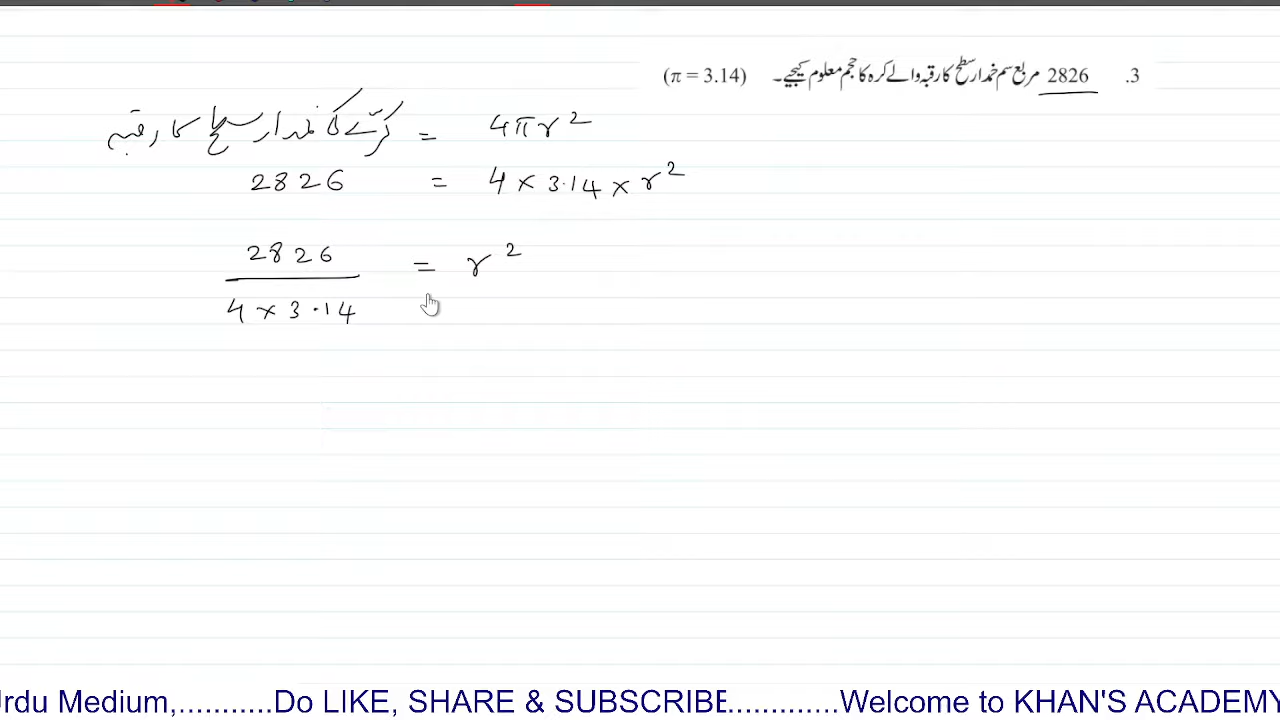 3. 2826 مربع سم خمدار سطح کا رقبہ والے کرہ کا حجم معلوم کیجیے۔ (π = 3.14)
کرّے کی خمدار سطح کا رقبہ = 4πr²
2826 = 4 × 3.14 × r²
2826 / 4 × 3.14 = r²
Urdu Medium,...........Do LIKE, SHARE & SUBSCRIBE.............Welcome to KHAN'S ACADEMY